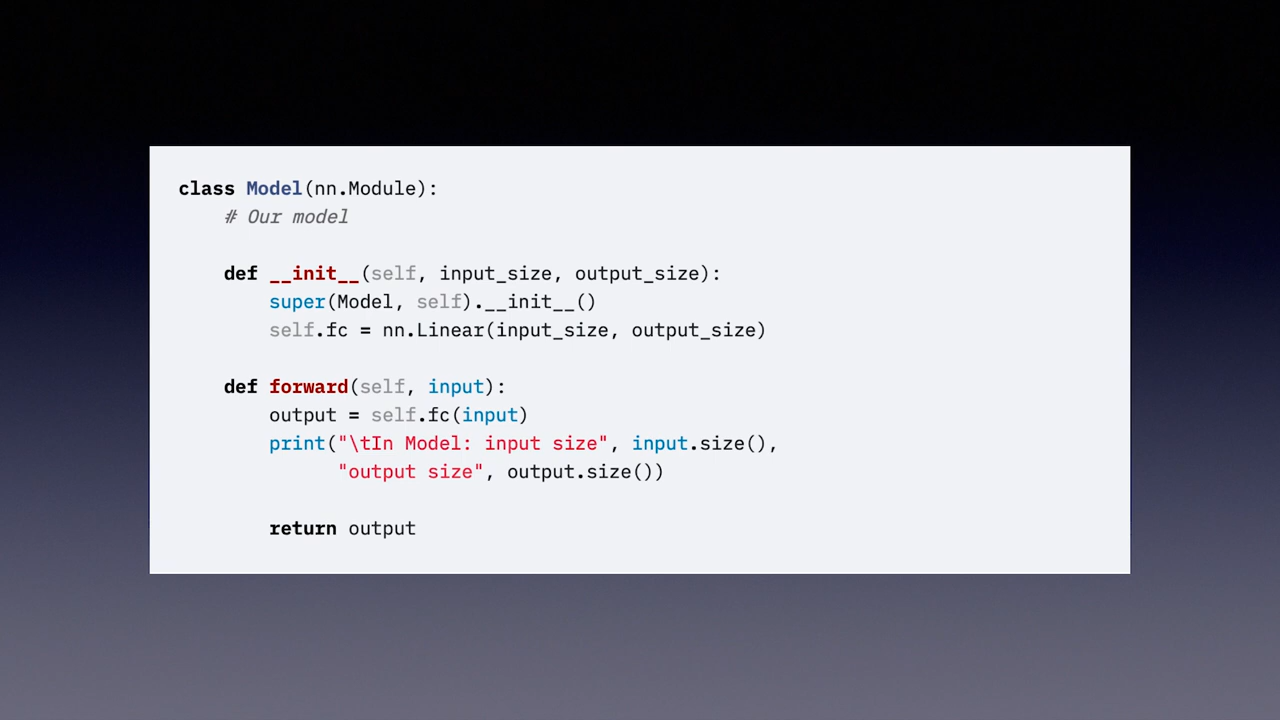 class Model(nn.Module):
    # Our model
    def __init__(self, input_size, output_size):
        super(Model, self).__init__()
        self.fc = nn.Linear(input_size, output_size)
    def forward(self, input):
        output = self.fc(input)
        print("\tIn Model: input size", input.size(),
              "output size", output.size())
        return output